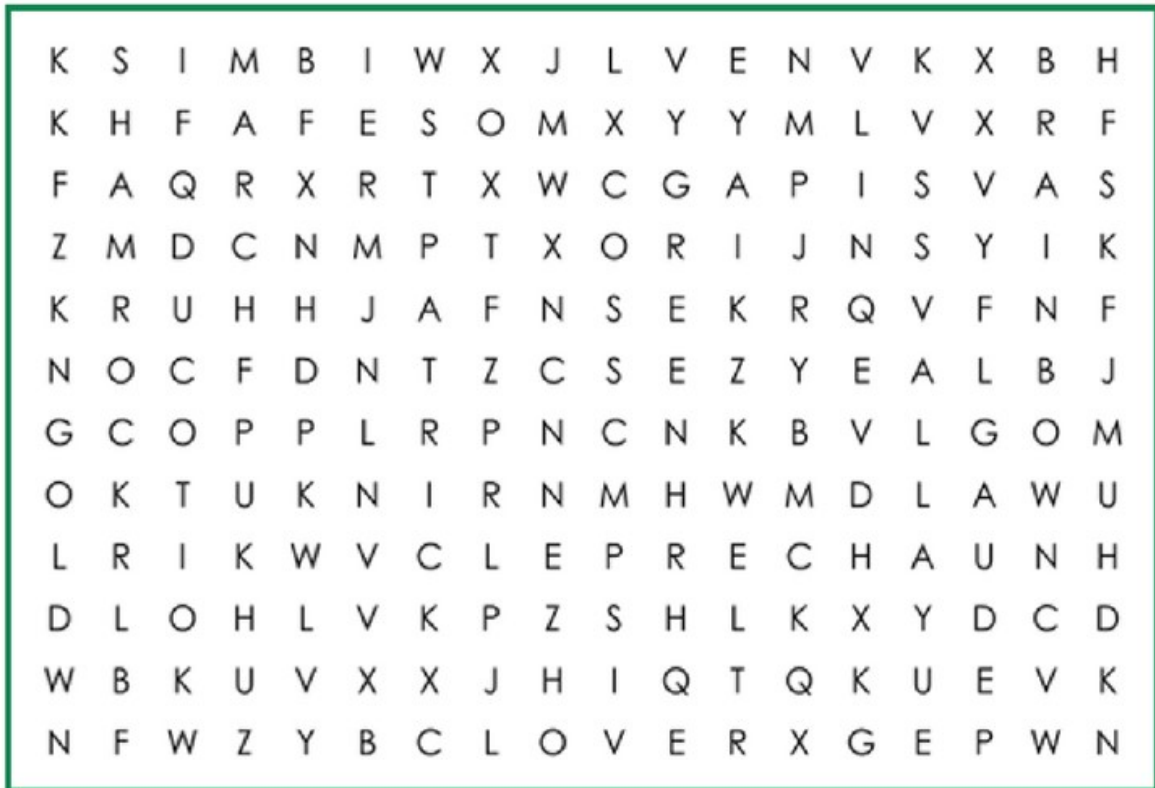 K S I M B I W X J L V E N V K X B H
K H F A F E S O M X Y Y M L V X R F
F A Q R X R T X W C G A P I S V A S
Z M D C N M P T X O R I J N S Y I K
K R U H H J A F N S E K R Q V F N F
N O C F D N T Z C S E Z Y E A L B J
G C O P P L R P N C N K B V L G O M
O K T U K N I R N M H W M D L A W U
L R I K W V C L E P R E C H A U N H
D L O H L V K P Z S H L K X Y D C D
W B K U V X X J H I Q T Q K U E V K
N F W Z Y B C L O V E R X G E P W N